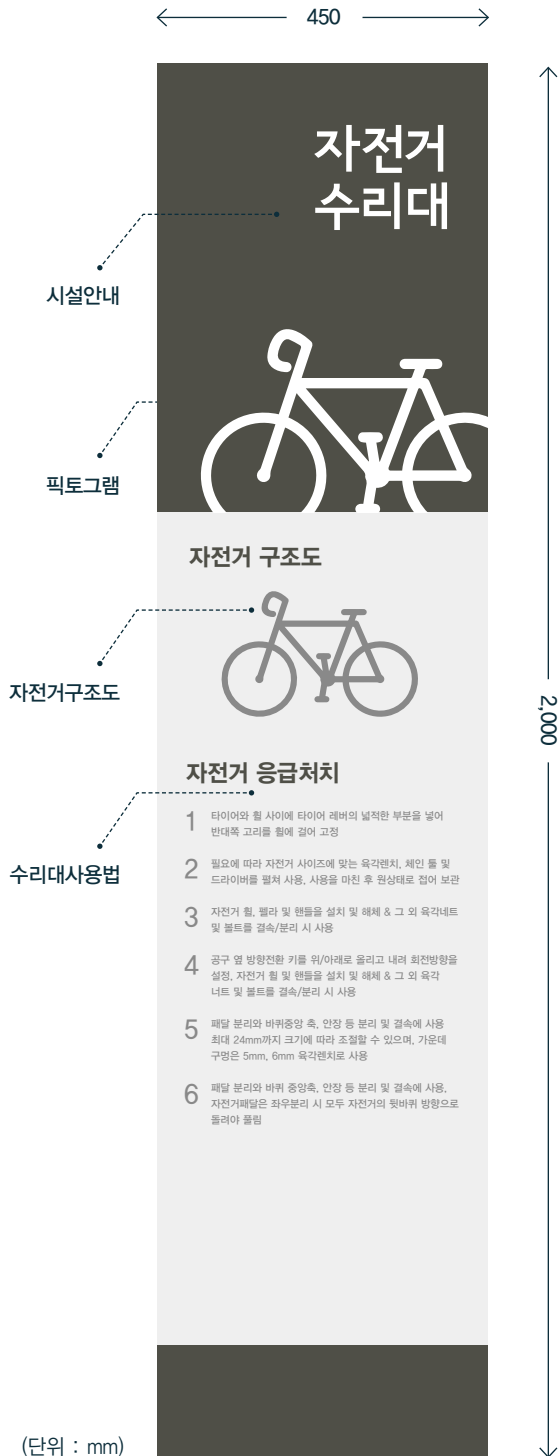 450
자전거
수리대
시설안내
픽토그램
자전거 구조도
자전거구조도
2,000
자전거 응급처치
수리대사용법
1 타이어와 휠 사이에 타이어 레버의 넓적한 부분을 넣어
반대쪽 고리를 휠에 걸어 고정
2 필요에 따라 자전거 사이즈에 맞는 육각렌치, 체인 툴 및
드라이버를 펼쳐 사용, 사용을 마친 후 원상태로 접어 보관
3 자전거 휠, 펠라 및 핸들을 설치 및 해체 & 그 외 육각네트
및 볼트를 결속/분리 시 사용
4 공구 옆 방향전환 키를 위/아래로 올리고 내려 회전방향을
설정, 자전거 휠 및 핸들을 설치 및 해체 & 그 외 육각
너트 및 볼트를 결속/분리 시 사용
5 패달 분리와 바퀴중앙 축, 안장 등 분리 및 결속에 사용
최대 24mm까지 크기에 따라 조절할 수 있으며, 가운데
구멍은 5mm, 6mm 육각렌치로 사용
6 패달 분리와 바퀴 중앙축, 안장 등 분리 및 결속에 사용,
자전거패달은 좌우분리 시 모두 자전거의 뒷바퀴 방향으로
돌려야 풀림
(단위 : mm)